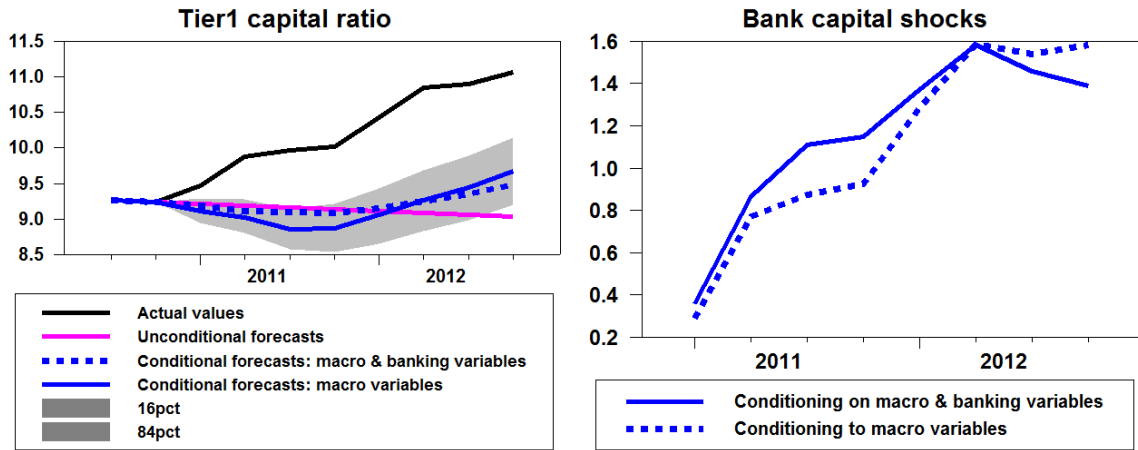 Tier1 capital ratio
11.5
11.0
10.5
10.0
9.5
9.0
8.5
2011
2012
Actual values
Unconditional forecasts
Conditional forecasts: macro & banking variables
Conditional forecasts: macro variables
16pct
84pct
Bank capital shocks
1.6
1.4
1.2
1.0
0.8
0.6
0.4
0.2
2011
2012
Conditioning on macro & banking variables
Conditioning to macro variables